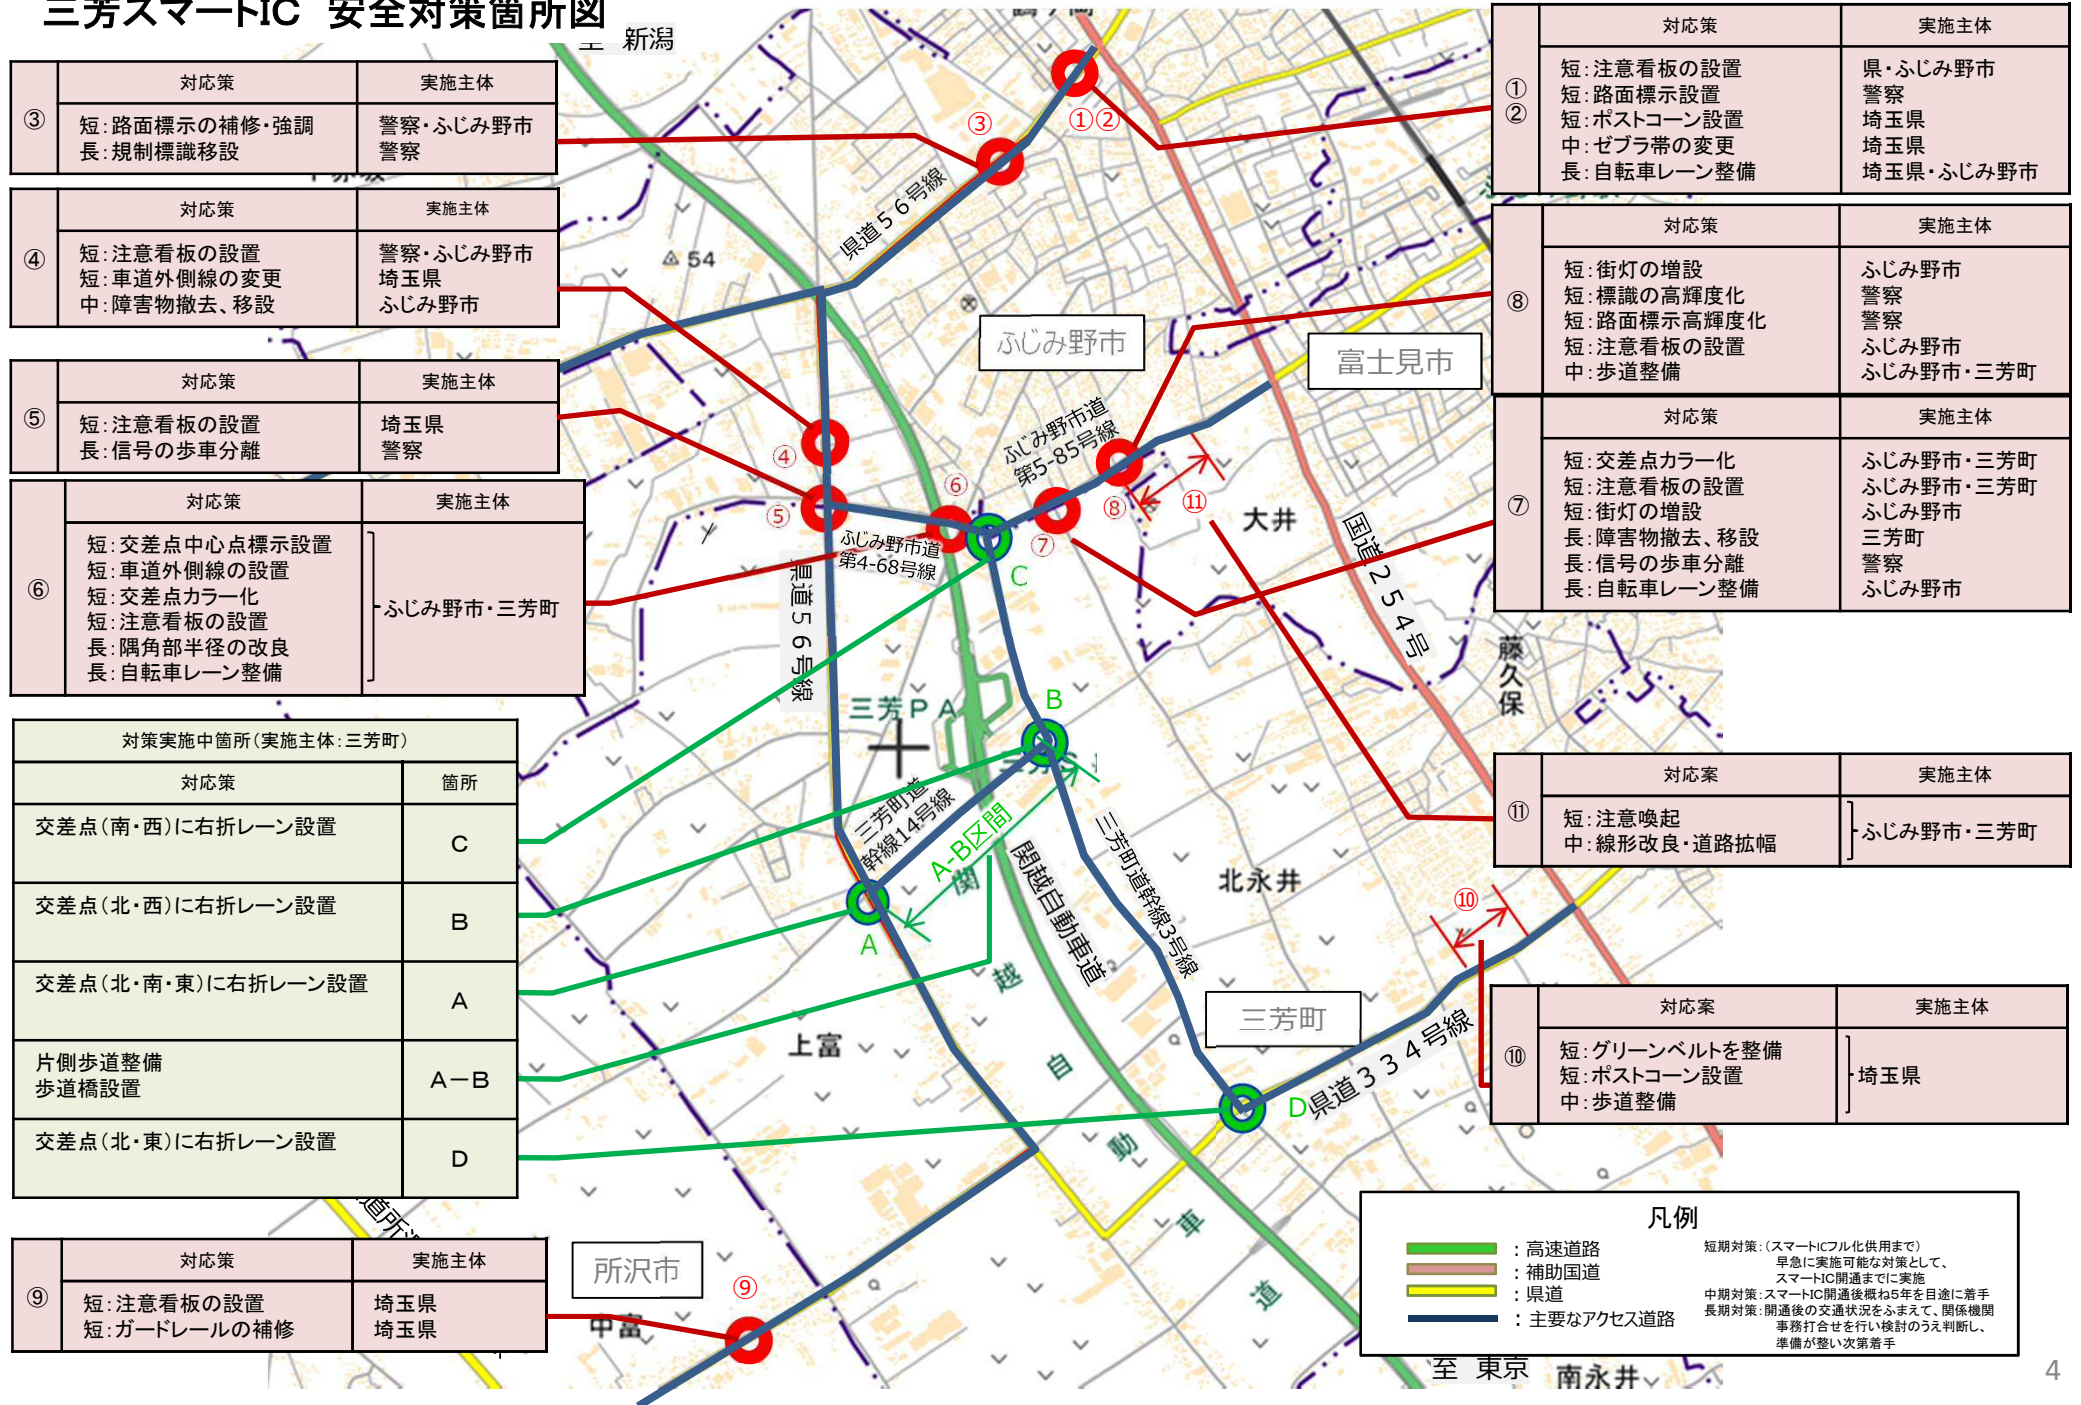 三芳スマートIC 安全対策箇所図
至 新潟
③
対応策 実施主体
短：路面標示の補修・強調 警察・ふじみ野市
長：規制標識移設 警察
④
対応策 実施主体
短：注意看板の設置 警察・ふじみ野市
短：車道外側線の変更 埼玉県
中：障害物撤去、移設 ふじみ野市
⑤
対応策 実施主体
短：注意看板の設置 埼玉県
長：信号の歩車分離 警察
⑥
対応策 実施主体
短：交差点中心点標示設置
短：車道外側線の設置
短：交差点カラー化
短：注意看板の設置
長：隅角部半径の改良
長：自転車レーン整備
ふじみ野市・三芳町
対策実施中箇所（実施主体：三芳町）
対応策 箇所
交差点（南・西）に右折レーン設置 C
交差点（北・西）に右折レーン設置 B
交差点（北・南・東）に右折レーン設置 A
片側歩道整備
歩道橋設置
A－B
交差点（北・東）に右折レーン設置 D
⑨
対応策 実施主体
短：注意看板の設置 埼玉県
短：ガードレールの補修 埼玉県
①
②
対応策 実施主体
短：注意看板の設置 県・ふじみ野市
短：路面標示設置 警察
短：ポストコーン設置 埼玉県
中：ゼブラ帯の変更 埼玉県
長：自転車レーン整備 埼玉県・ふじみ野市
⑧
対応策 実施主体
短：街灯の増設 ふじみ野市
短：標識の高輝度化 警察
短：路面標示高輝度化 警察
短：注意看板の設置 ふじみ野市
中：歩道整備 ふじみ野市・三芳町
⑦
対応策 実施主体
短：交差点カラー化 ふじみ野市・三芳町
短：注意看板の設置 ふじみ野市・三芳町
短：街灯の増設 ふじみ野市
長：障害物撤去、移設 三芳町
長：信号の歩車分離 警察
長：自転車レーン整備 ふじみ野市
⑪
対応案 実施主体
短：注意喚起
中：線形改良・道路拡幅
ふじみ野市・三芳町
⑩
対応案 実施主体
短：グリーンベルトを整備
短：ポストコーン設置
中：歩道整備
埼玉県
①②
③
県道５６号線
54
ふじみ野市
富士見市
④
⑤
⑥
ふじみ野市道
第5-85号線
⑧
⑪
⑦
大井
国道２５４号
ふじみ野市道
第4-68号線
C
県道５６号線
藤久保
三芳ＰＡ
B
三芳町道
幹線14号線
A-B区間
関越自動車道
三芳町道幹線3号線
北永井
⑩
A
関越自動車道
上富
三芳町
D
県道３３４号線
所沢市
⑨
中富
凡例
：高速道路
：補助国道
：県道
：主要なアクセス道路
短期対策：（スマートICフル化供用まで）
早急に実施可能な対策として、
スマートIC開通までに実施
中期対策：スマートIC開通後概ね5年を目途に着手
長期対策：開通後の交通状況をふまえて、関係機関
事務打合せを行い検討のうえ判断し、
準備が整い次第着手
至 東京
南永井
4